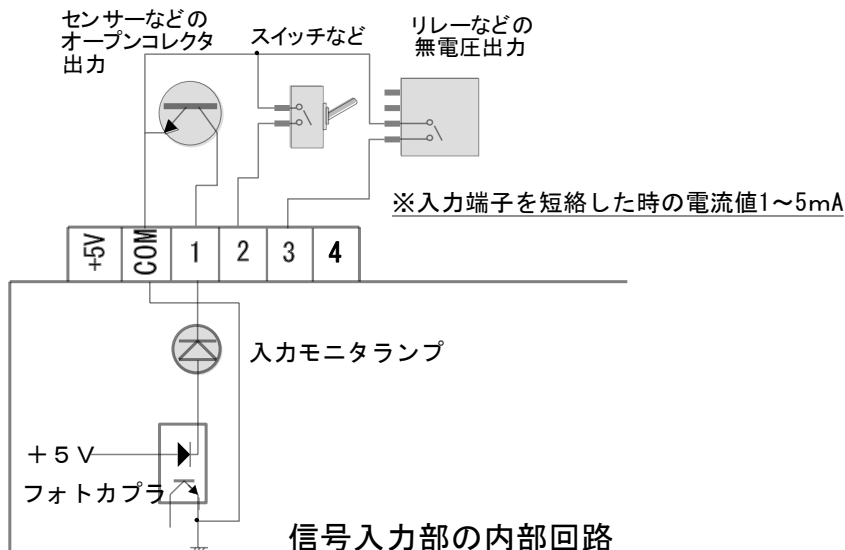 センサーなどの
オープンコレクタ
出力
スイッチなど
リレーなどの
無電圧出力
※入力端子を短絡した時の電流値1～5mA
+5V COM 1 2 3 4
入力モニタランプ
＋５Ｖ
フォトカプラ
信号入力部の内部回路